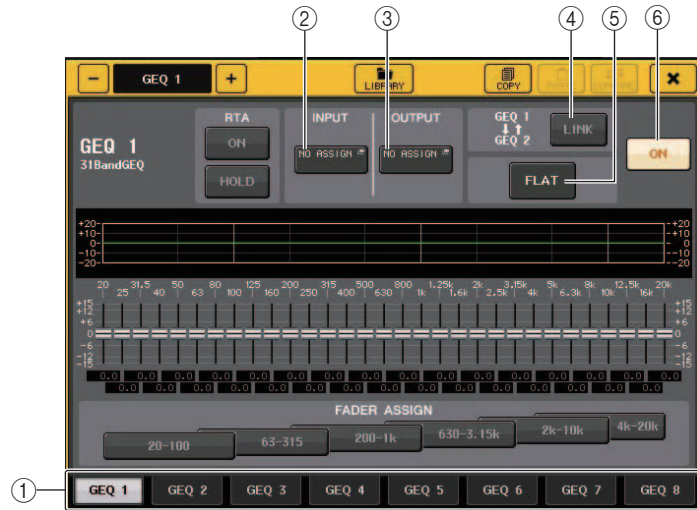 ② ③ ④ ⑤ ⑥
− GEQ 1 + LIBRARY COPY ×
RTA INPUT OUTPUT GEQ 1 GEQ 2 LINK
GEQ 1
31BandGEQ
ON NO ASSIGN NO ASSIGN ON
HOLD FLAT
+20 +20
+10 +10
0 0
-10 -10
-20 -20
20 31.5 50 80 125 200 315 500 800 1.25k 2k 3.15k 5k 8k 12.5k 20k
25 40 63 100 160 250 400 630 1k 1.6k 2.5k 4k 6.3k 10k 16k
+15 +15
+12 +12
+6 +6
0 0
-6 -6
-12 -12
-15 -15
0.0 0.0 0.0 0.0 0.0 0.0 0.0 0.0 0.0 0.0 0.0 0.0 0.0 0.0 0.0 0.0
0.0 0.0 0.0 0.0 0.0 0.0 0.0 0.0 0.0 0.0 0.0 0.0 0.0 0.0 0.0
FADER ASSIGN
20-100 63-315 200-1k 630-3.15k 2k-10k 4k-20k
① GEQ 1 GEQ 2 GEQ 3 GEQ 4 GEQ 5 GEQ 6 GEQ 7 GEQ 8